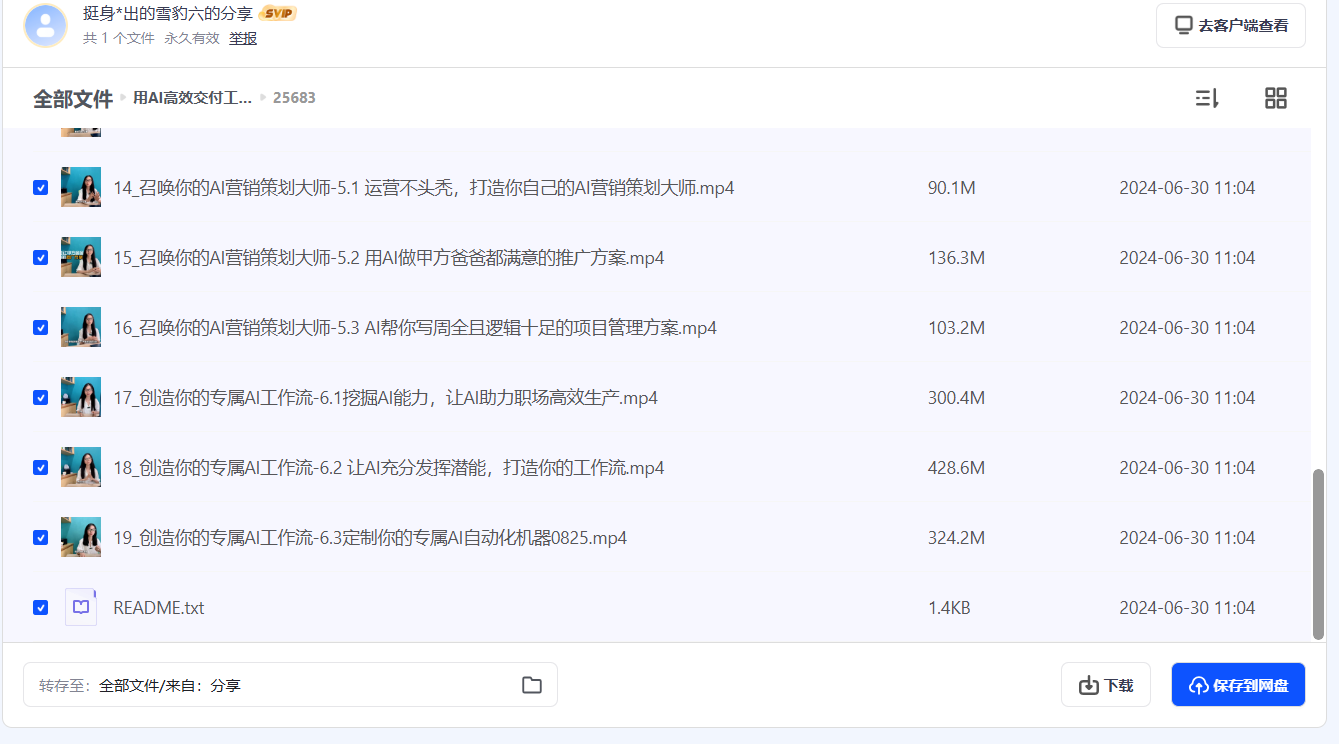 挺身*出的雪豹六的分享 SVIP
共 1 个文件 永久有效 举报
去客户端查看
全部文件 用AI高效交付工... 25683
14_召唤你的AI营销策划大师-5.1 运营不头秃，打造你自己的AI营销策划大师.mp4 90.1M 2024-06-30 11:04
15_召唤你的AI营销策划大师-5.2 用AI做甲方爸爸都满意的推广方案.mp4 136.3M 2024-06-30 11:04
16_召唤你的AI营销策划大师-5.3 AI帮你写周全且逻辑十足的项目管理方案.mp4 103.2M 2024-06-30 11:04
17_创造你的专属AI工作流-6.1挖掘AI能力，让AI助力职场高效生产.mp4 300.4M 2024-06-30 11:04
18_创造你的专属AI工作流-6.2 让AI充分发挥潜能，打造你的工作流.mp4 428.6M 2024-06-30 11:04
19_创造你的专属AI工作流-6.3定制你的专属AI自动化机器0825.mp4 324.2M 2024-06-30 11:04
README.txt 1.4KB 2024-06-30 11:04
转存至： 全部文件/来自：分享 下载 保存到网盘